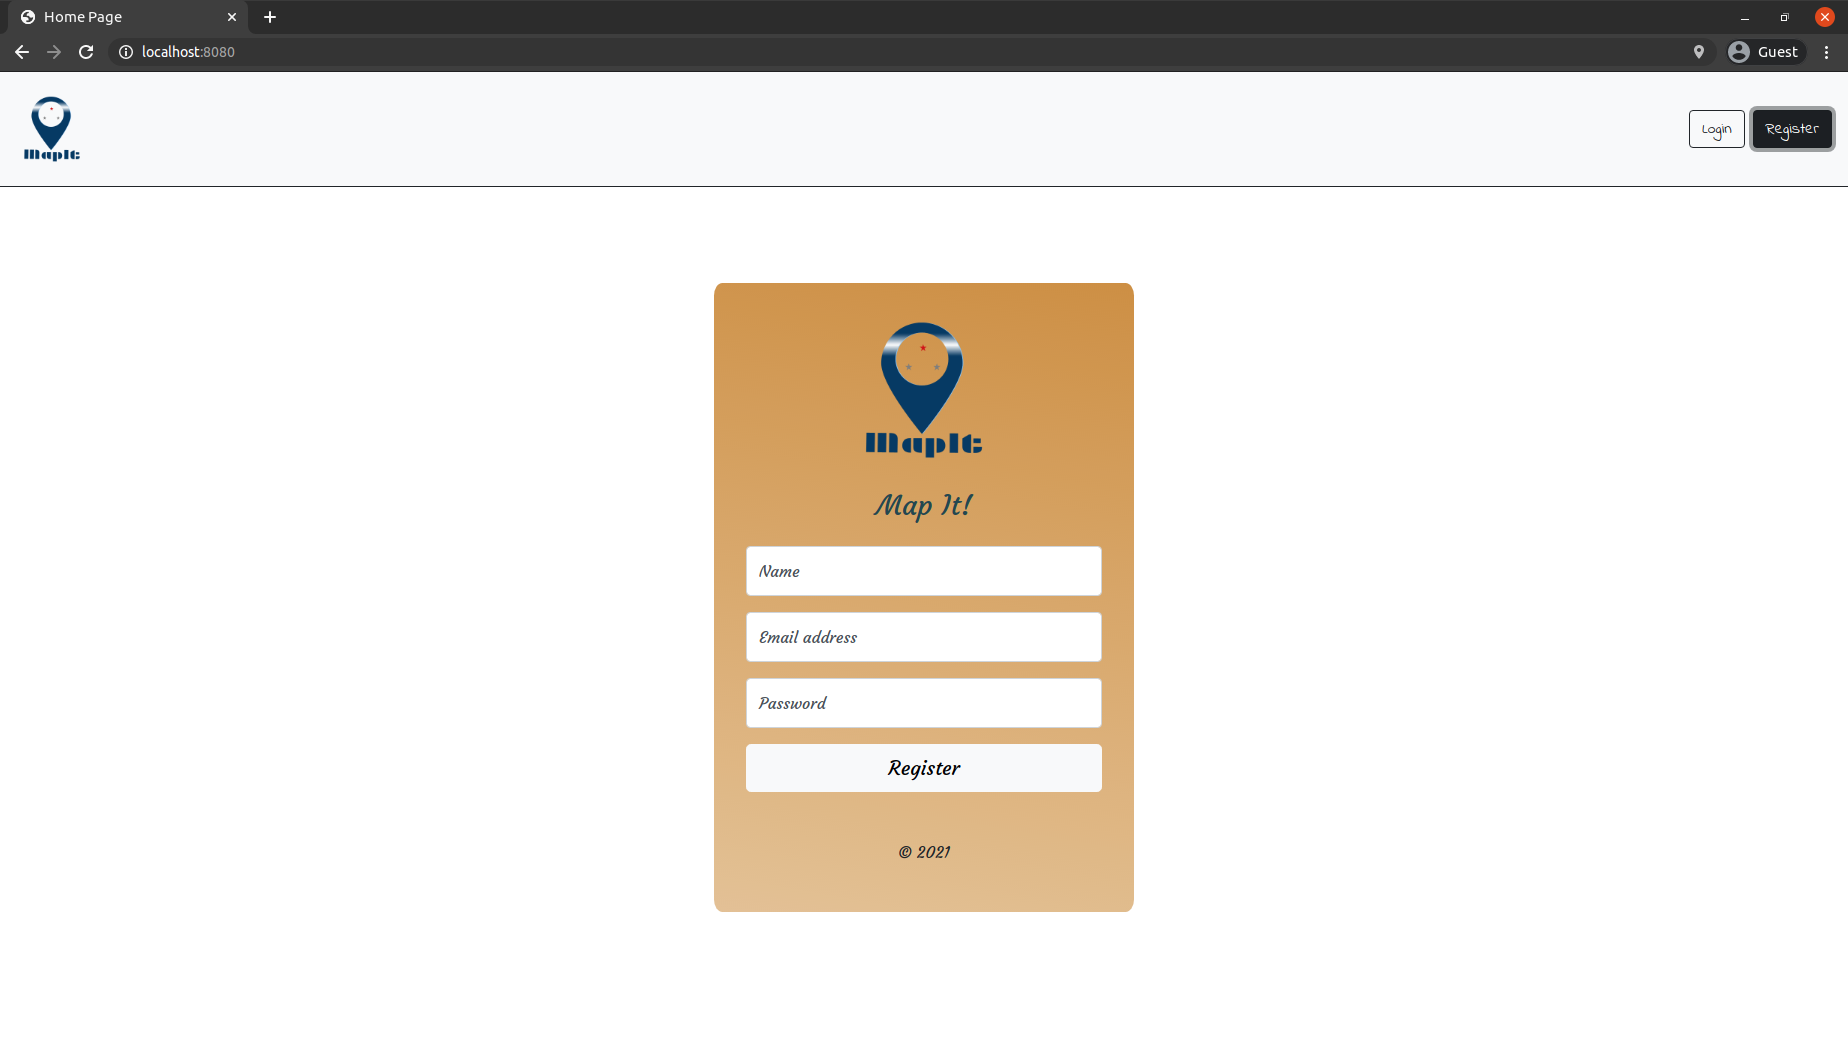 Home Page
localhost:8080
Guest
MapIt
Login
Register
MapIt
Map It!
Name
Email address
Password
Register
© 2021